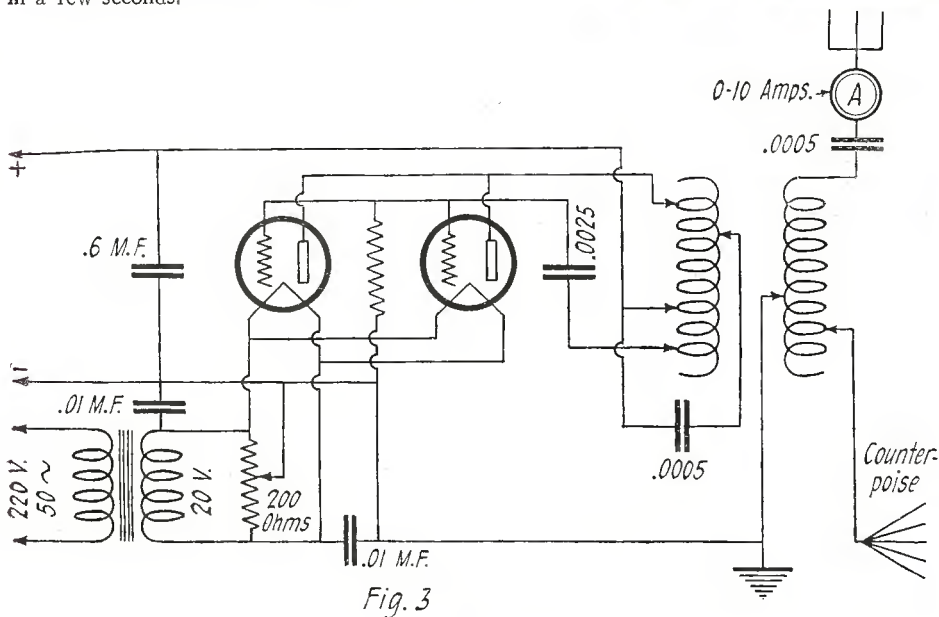 in a few seconds.
0-10 Amps.
A
.0005
+
.6 M.F.
.0025
-
.01 M.F.
220 V.
50 ~
20 V.
200
Ohms
.01 M.F.
.0005
Counter-
poise
Fig. 3